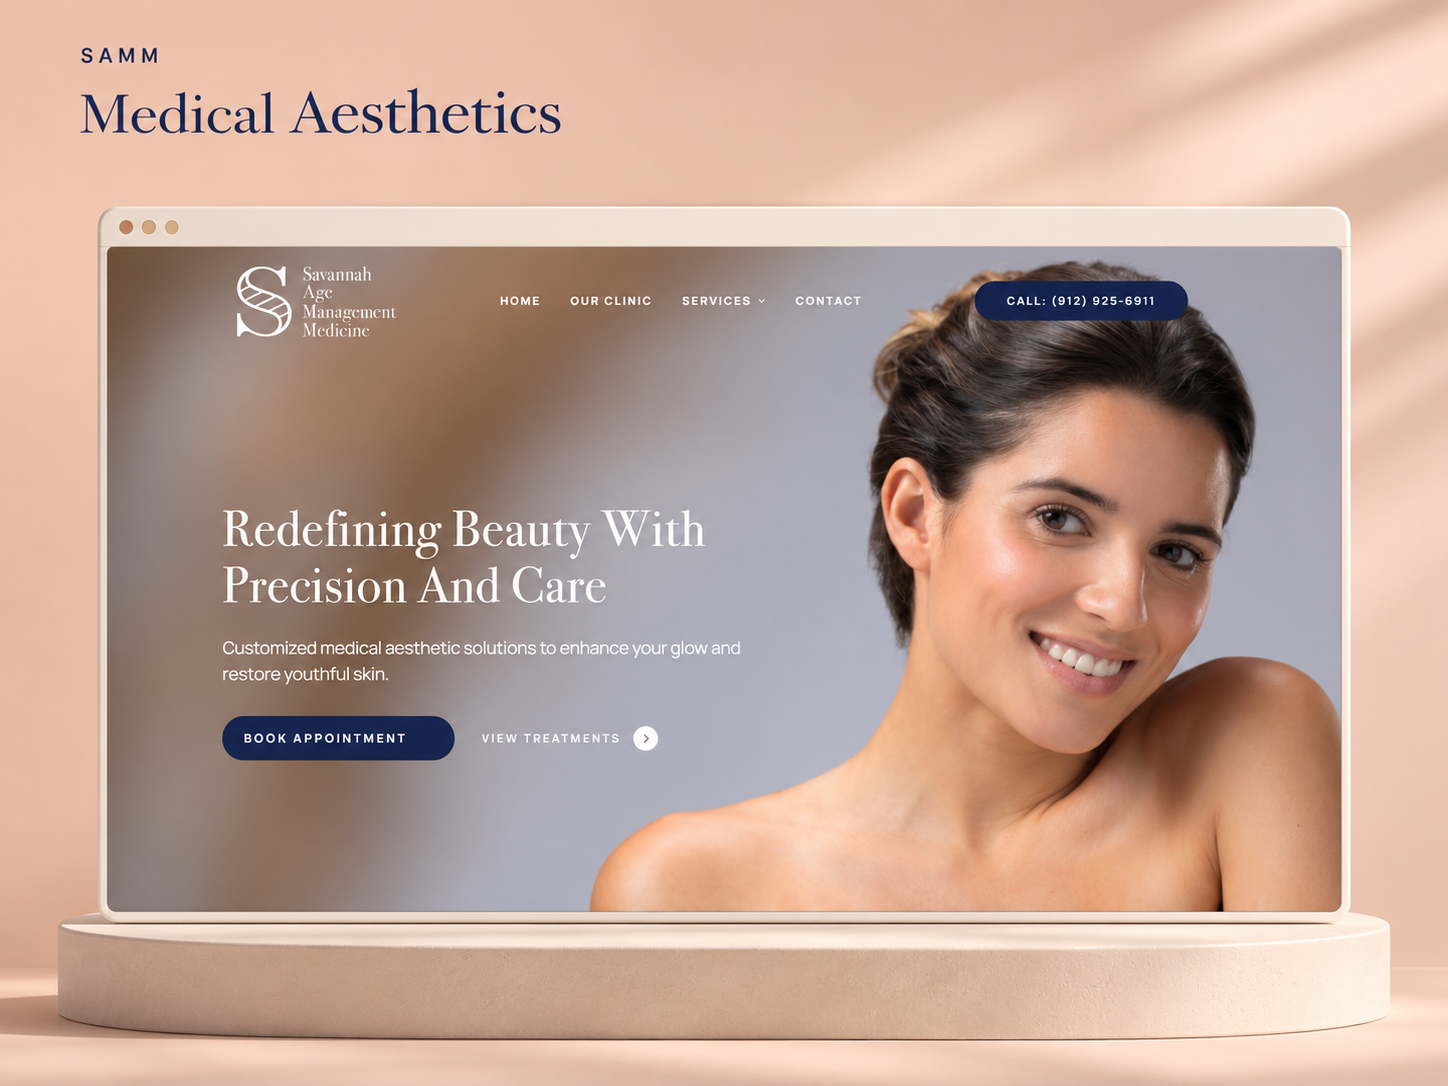 SAMM
Medical Aesthetics
Savannah
Age
Management
Medicine
HOME
OUR CLINIC
SERVICES
CONTACT
CALL: (912) 925-6911
Redefining Beauty With
Precision And Care
Customized medical aesthetic solutions to enhance your glow and
restore youthful skin.
BOOK APPOINTMENT
VIEW TREATMENTS